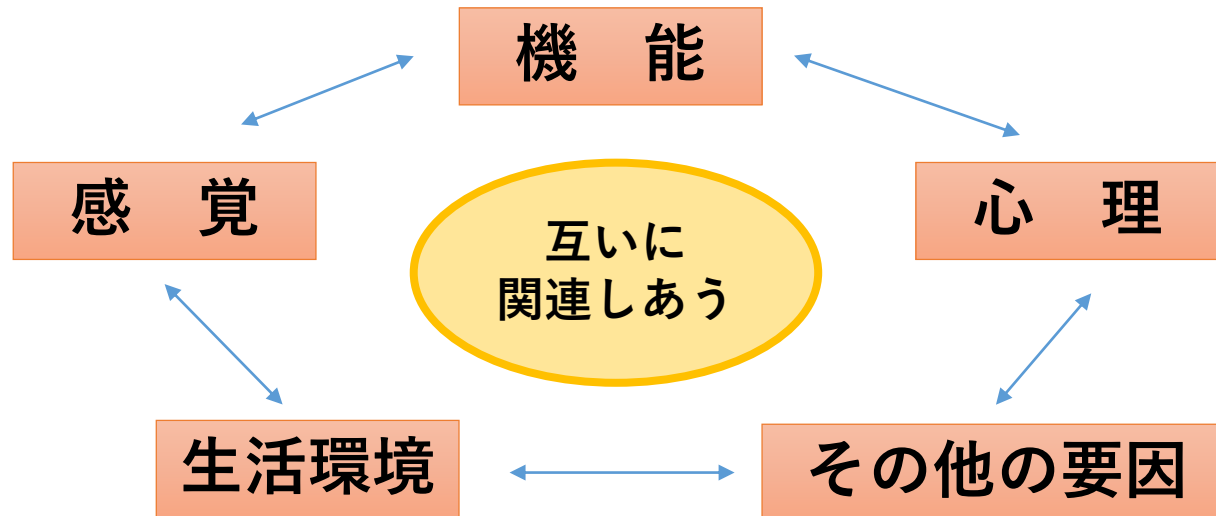 機　能
感　覚
心　理
互いに
関連しあう
生活環境
その他の要因